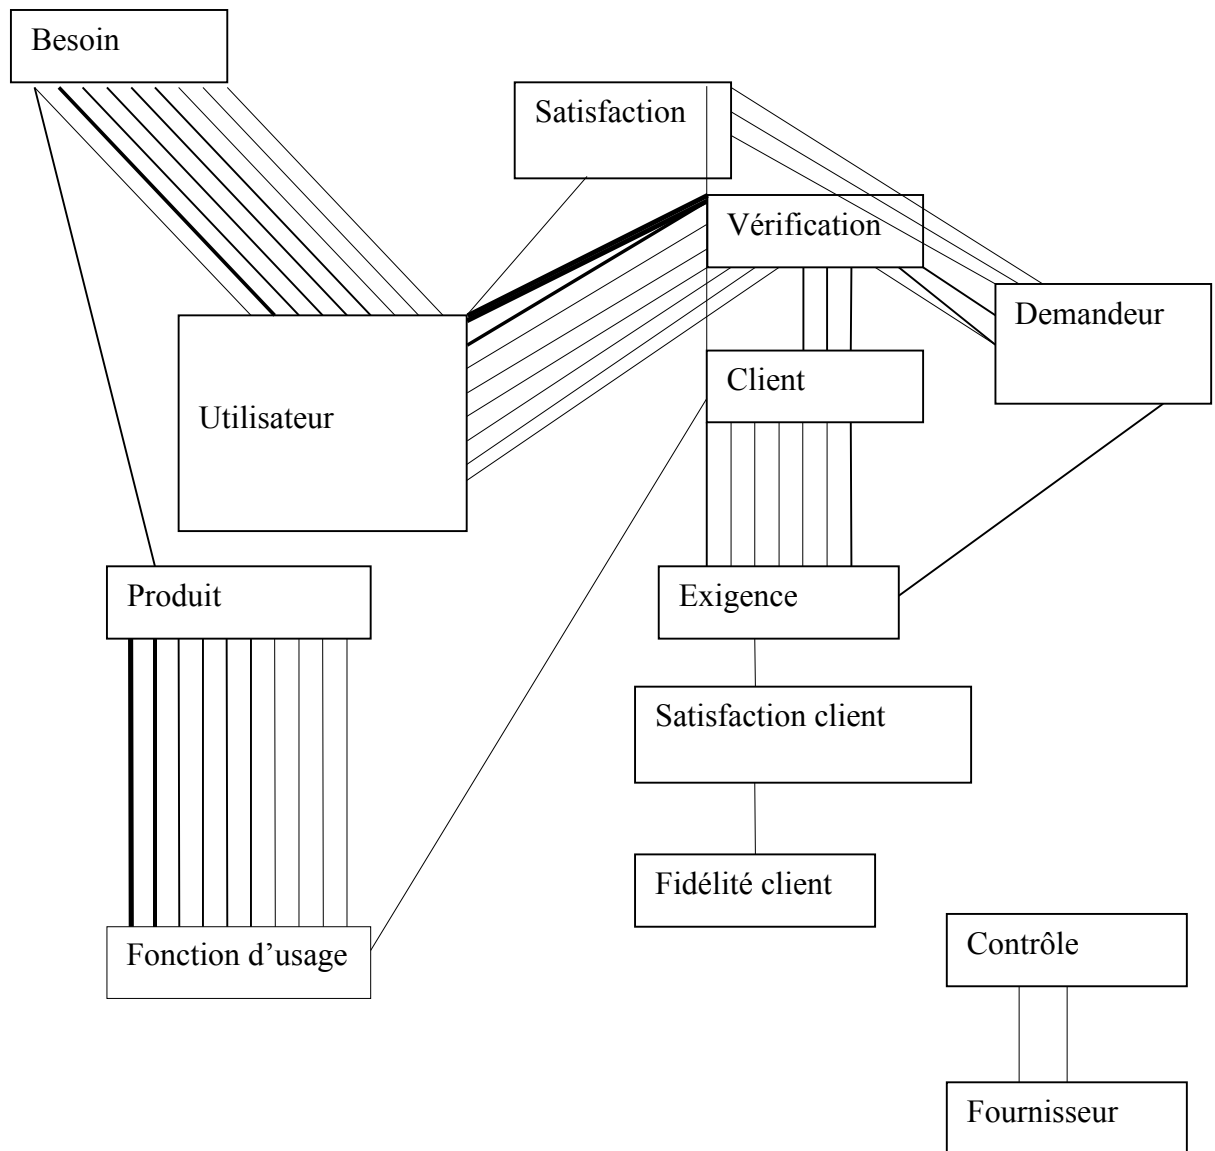 Besoin
Satisfaction
Vérification
Demandeur
Client
Utilisateur
Produit
Exigence
Satisfaction client
Fidélité client
Fonction d’usage
Contrôle
Fournisseur